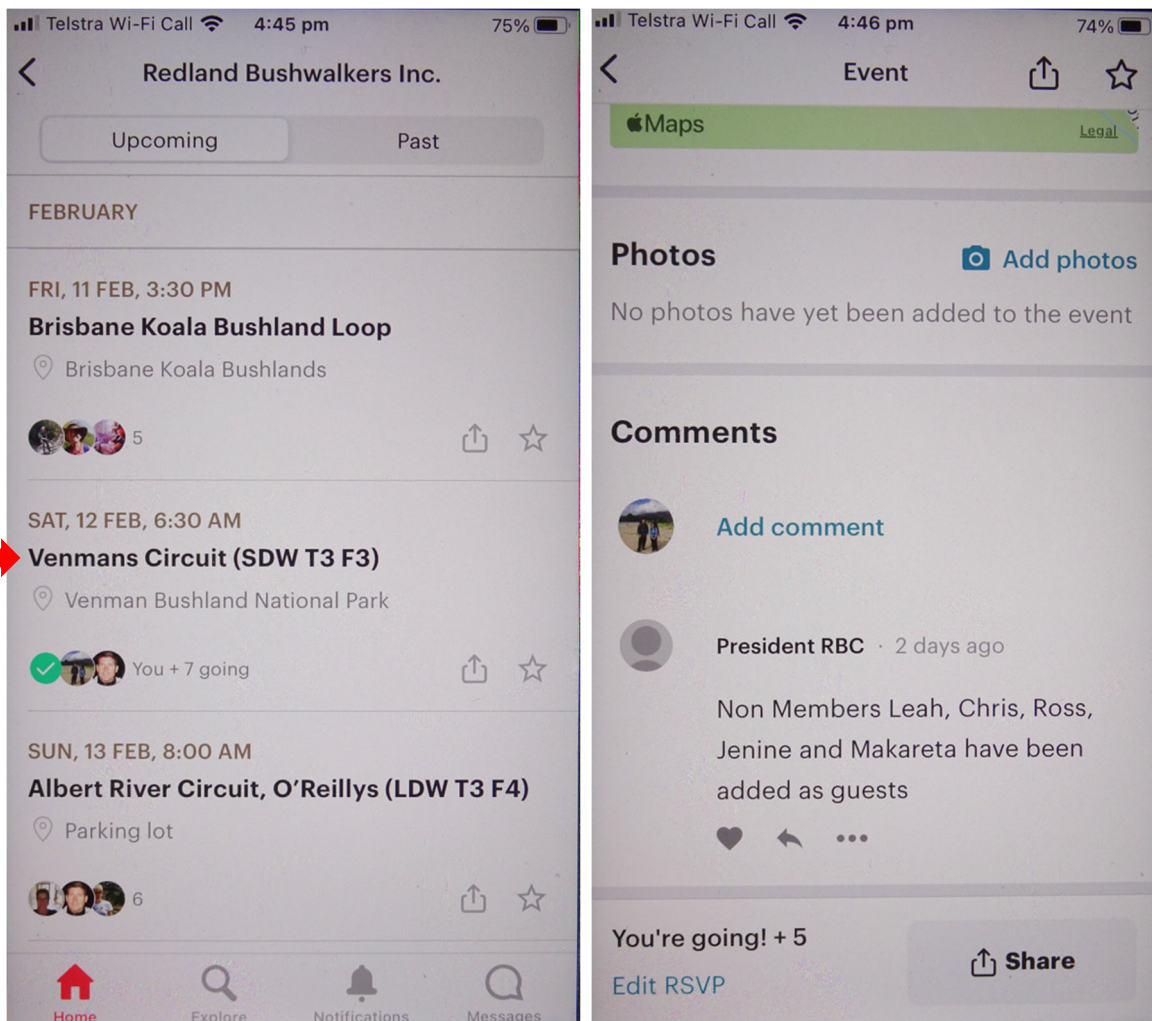 Telstra Wi-Fi Call 4:45 pm 75%
Redland Bushwalkers Inc.
Upcoming Past
FEBRUARY
FRI, 11 FEB, 3:30 PM
Brisbane Koala Bushland Loop
Brisbane Koala Bushlands
5
SAT, 12 FEB, 6:30 AM
Venmans Circuit (SDW T3 F3)
Venman Bushland National Park
You + 7 going
SUN, 13 FEB, 8:00 AM
Albert River Circuit, O'Reillys (LDW T3 F4)
Parking lot
6
Home Explore Notifications Messages
Telstra Wi-Fi Call 4:46 pm 74%
Event
Maps
Legal
Photos Add photos
No photos have yet been added to the event
Comments
Add comment
President RBC · 2 days ago
Non Members Leah, Chris, Ross,
Jenine and Makareta have been
added as guests
You're going! + 5
Edit RSVP
Share